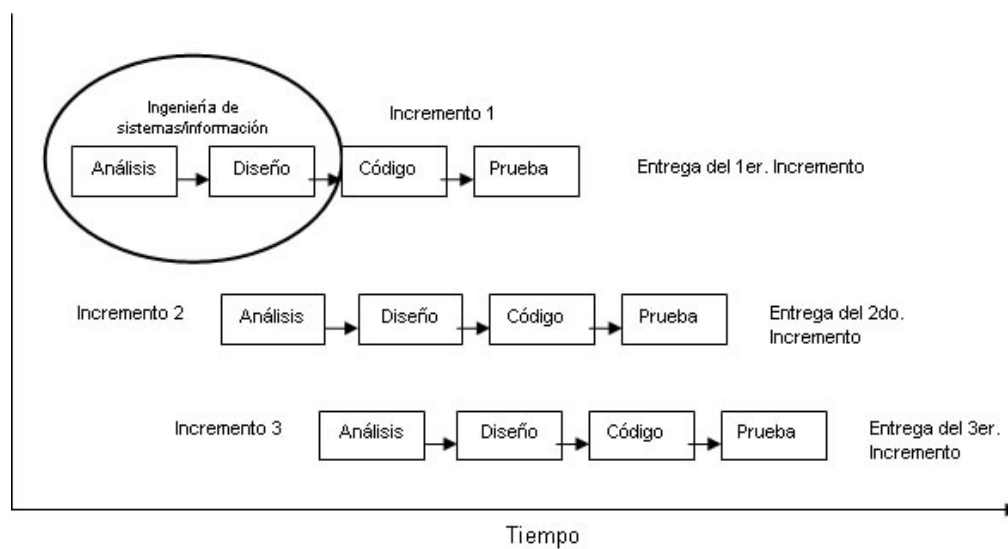 Ingeniería de
sistemas/información
Incremento 1
Análisis
Diseño
Código
Prueba
Entrega del 1er. Incremento
Incremento 2
Análisis
Diseño
Código
Prueba
Entrega del 2do.
Incremento
Incremento 3
Análisis
Diseño
Código
Prueba
Entrega del 3er.
Incremento
Tiempo